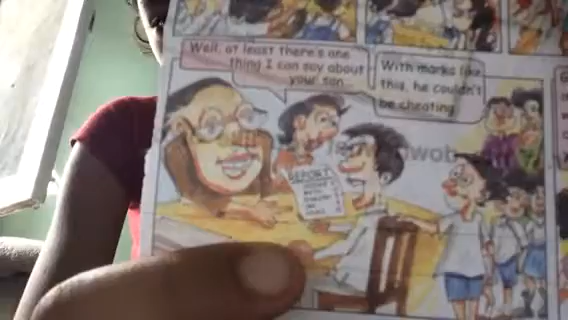 Well, at least there's one
thing I can say about
your son...
With marks like
this, he couldn't
be cheating
REPORT